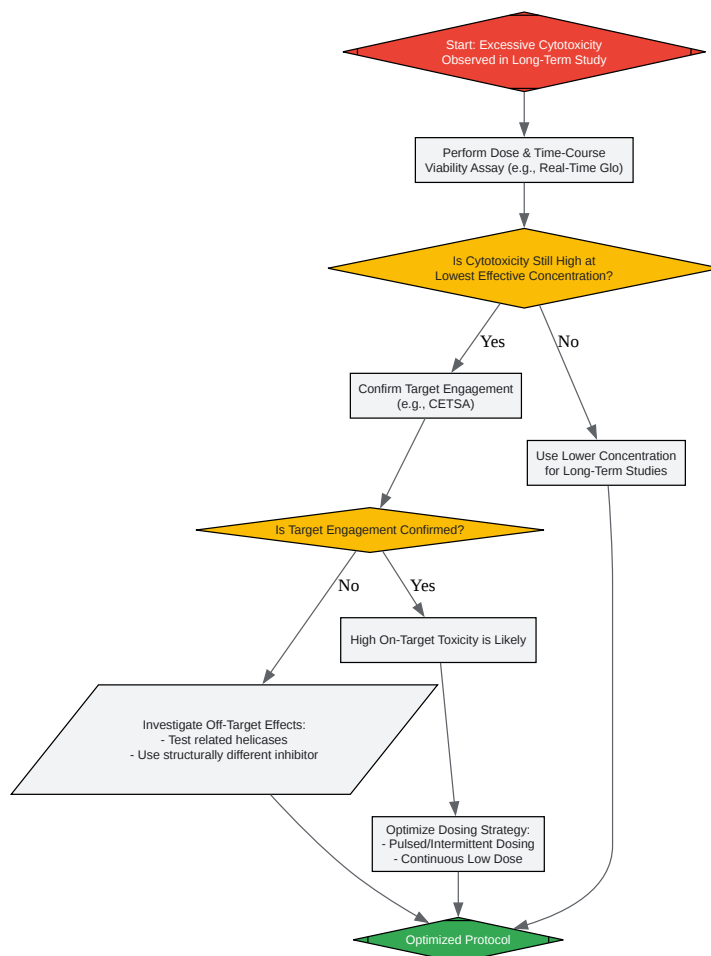 Start: Excessive Cytotoxicity
Observed in Long-Term Study
Perform Dose & Time-Course
Viability Assay (e.g., Real-Time Glo)
Is Cytotoxicity Still High at
Lowest Effective Concentration?
Yes
No
Confirm Target Engagement
(e.g., CETSA)
Use Lower Concentration
for Long-Term Studies
Is Target Engagement Confirmed?
No
Yes
High On-Target Toxicity is Likely
Investigate Off-Target Effects:
- Test related helicases
- Use structurally different inhibitor
Optimize Dosing Strategy:
- Pulsed/Intermittent Dosing
- Continuous Low Dose
Optimized Protocol